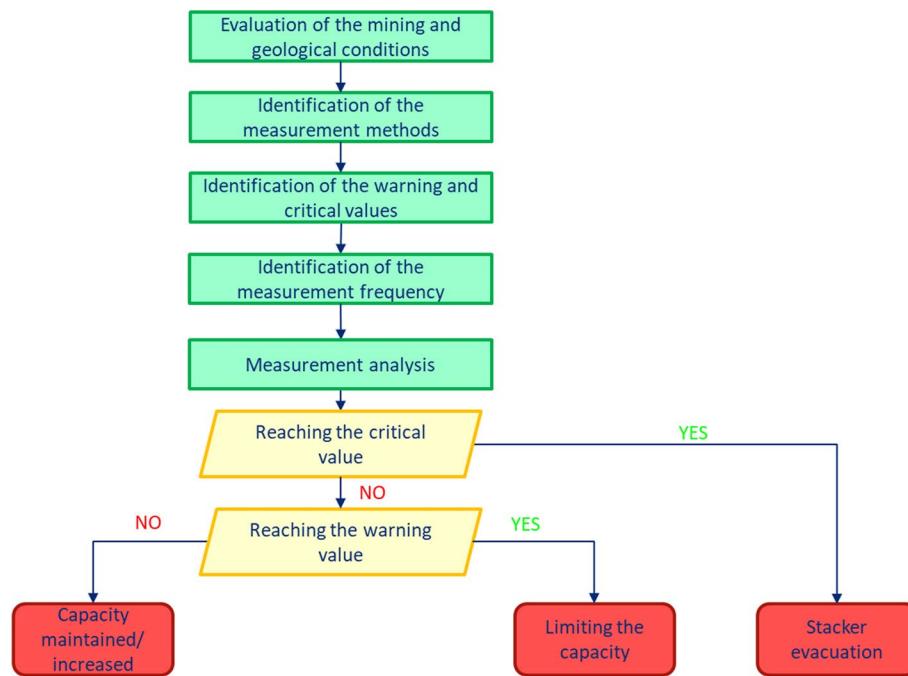 Evaluation of the mining and
geological conditions
Identification of the
measurement methods
Identification of the warning and
critical values
Identification of the
measurement frequency
Measurement analysis
Reaching the critical
value
YES
NO
Reaching the warning
value
NO
YES
Capacity
maintained/
increased
Limiting the
capacity
Stacker
evacuation